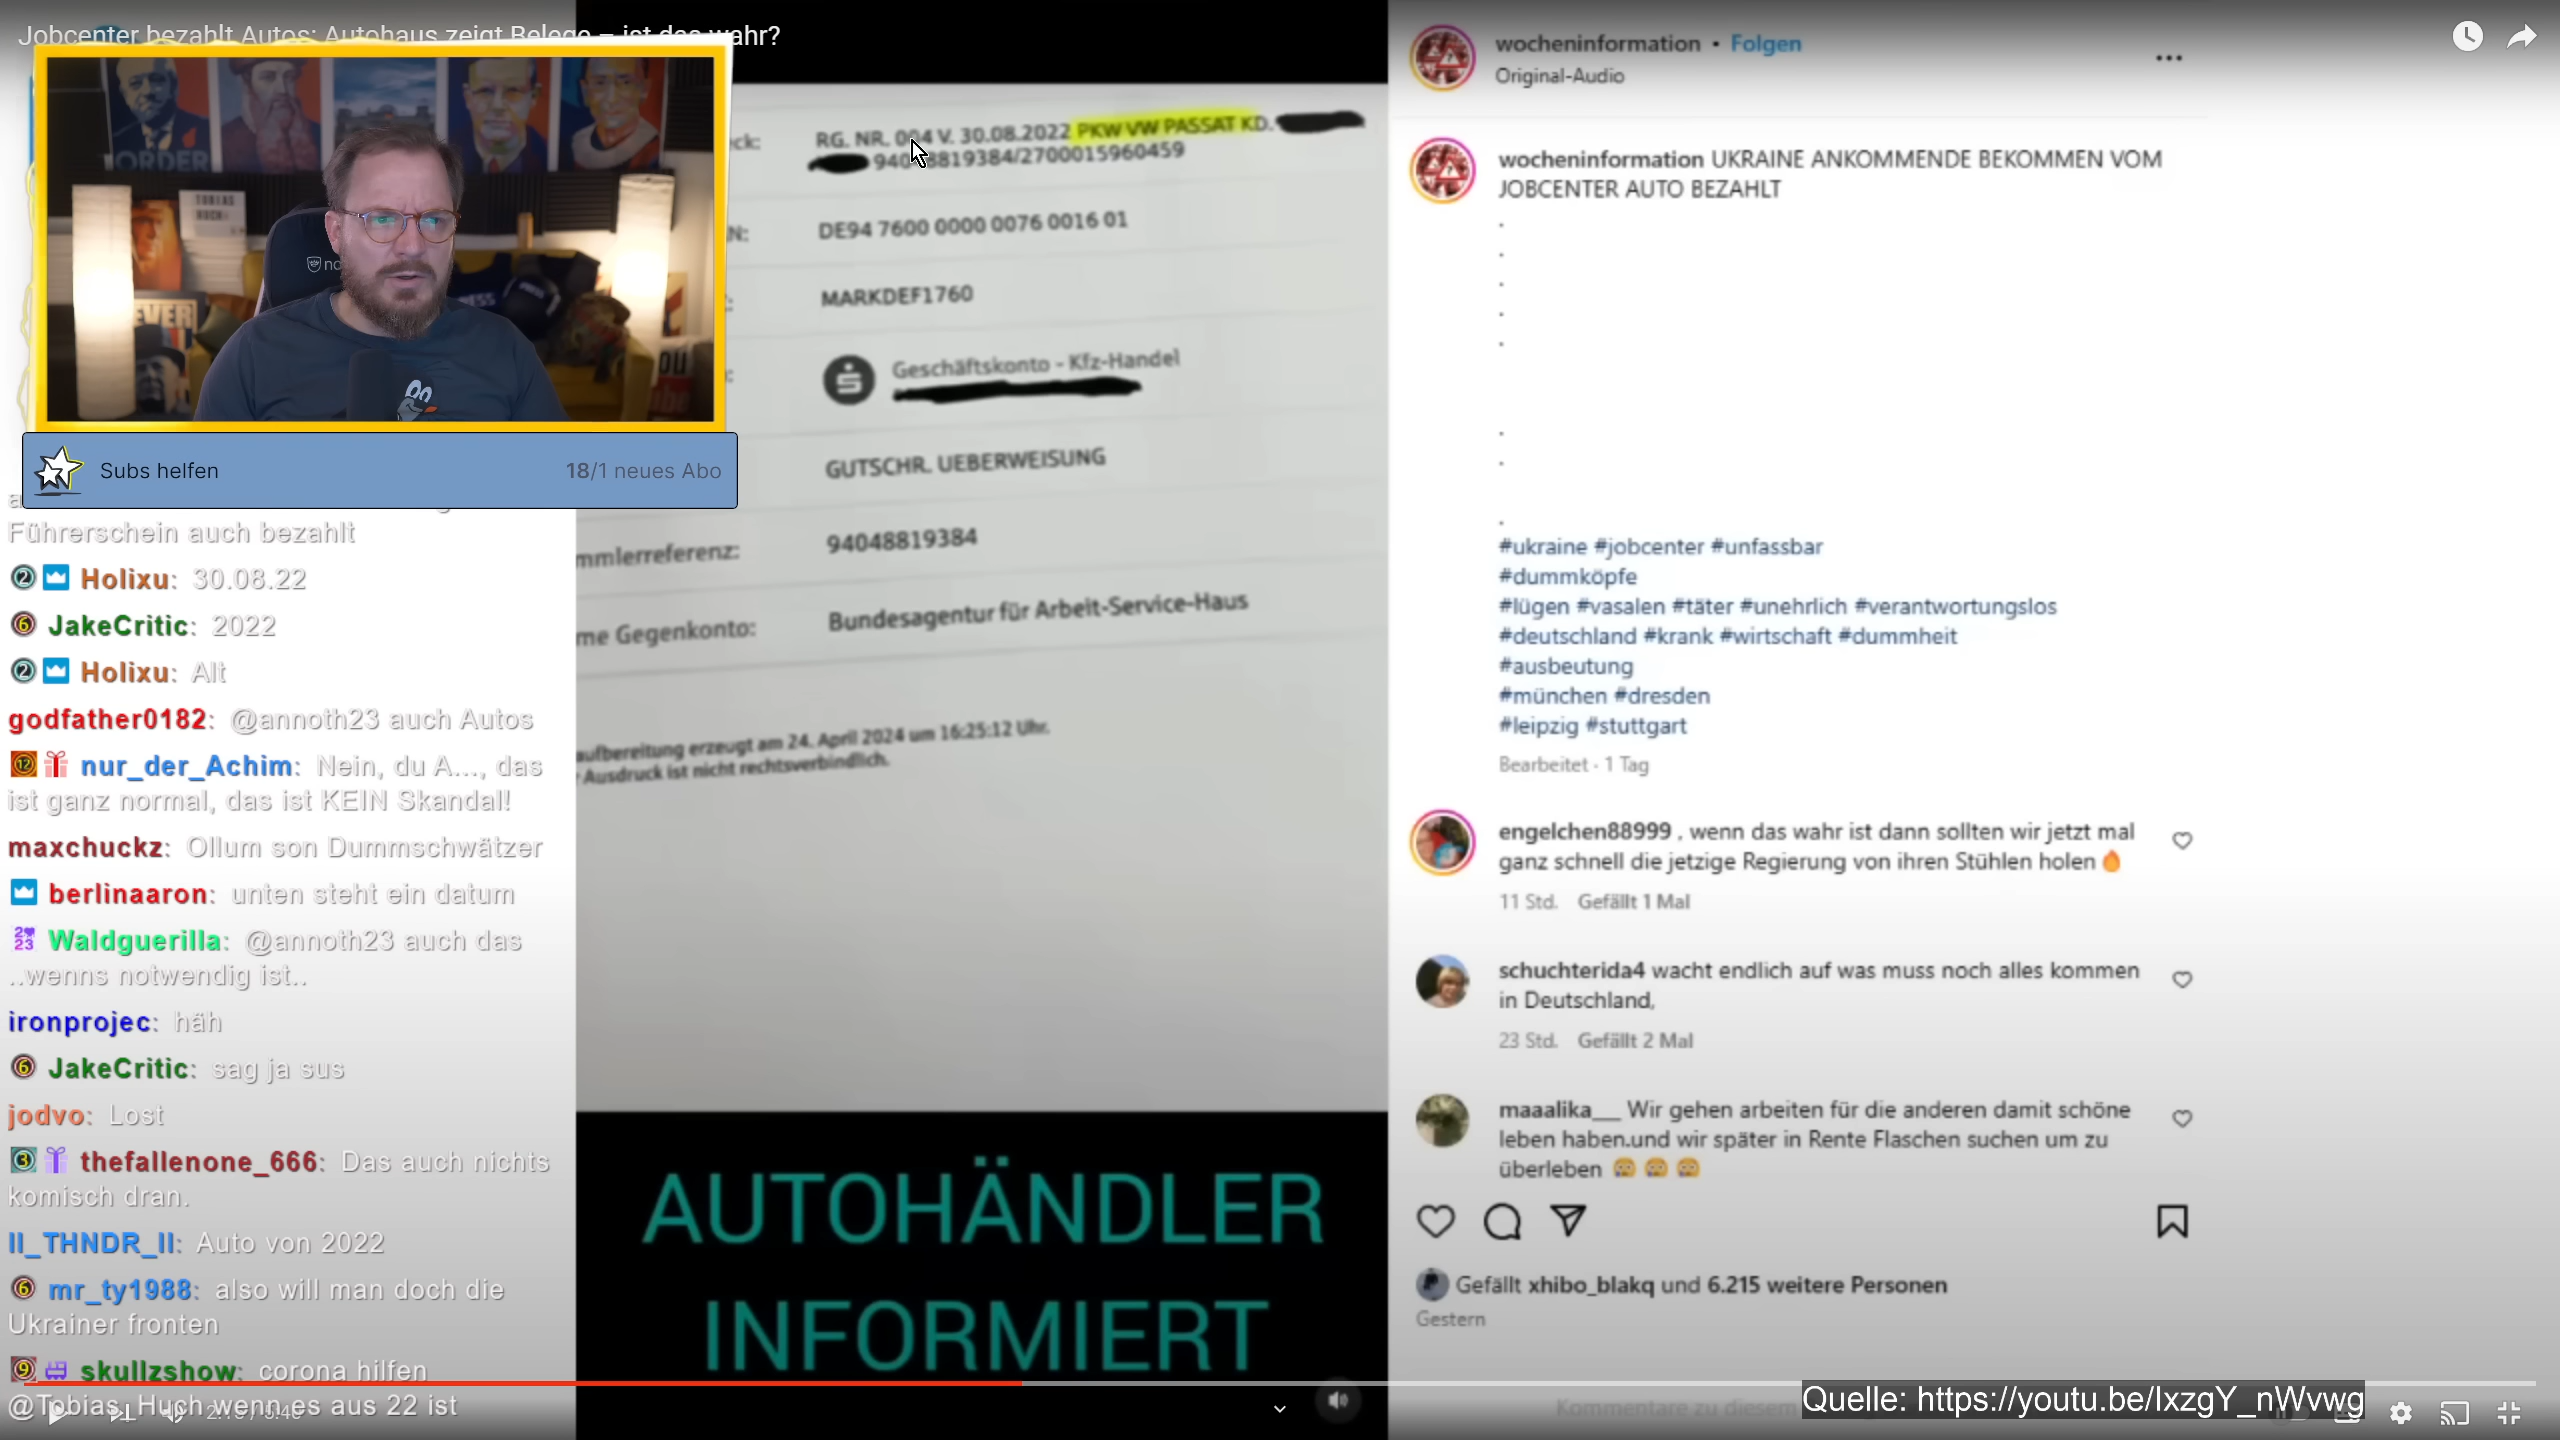 Jobcenter bezahlt Autos: Autohaus zeigt Belege – ist das wahr?
ORDER
Subs helfen
18/1 neues Abo
Führerschein auch bezahlt
Holixu: 30.08.22
JakeCritic: 2022
Holixu: Alt
godfather0182: @annoth23 auch Autos
nur_der_Achim: Nein, du A..., das
ist ganz normal, das ist KEIN Skandal!
maxchuckz: Ollum son Dummschwätzer
berlinaaron: unten steht ein datum
Waldguerilla: @annoth23 auch das
..wenns notwendig ist..
ironprojec: häh
JakeCritic: sag ja sus
jodvo: Lost
thefallenone_666: Das auch nichts
komisch dran.
II_THNDR_II: Auto von 2022
mr_ty1988: also will man doch die
Ukrainer fronten
skullzshow: corona hilfen
@Tobias_Huch wenn es aus 22 ist
RG. NR. 004 V. 30.08.2022 PKW VW PASSAT KD.
94048819384/2700015960459
DE94 7600 0000 0076 0016 01
MARKDEF1760
Geschäftskonto - Kfz-Handel
GUTSCHR. UEBERWEISUNG
mmlerreferenz: 94048819384
me Gegenkonto: Bundesagentur für Arbeit-Service-Haus
aufbereitung erzeugt am 24. April 2024 um 16:25:12 Uhr.
Ausdruck ist nicht rechtsverbindlich.
AUTOHÄNDLER
INFORMIERT
wocheninformation • Folgen
Original-Audio
wocheninformation UKRAINE ANKOMMENDE BEKOMMEN VOM
JOBCENTER AUTO BEZAHLT
.
.
.
.
.
.
.
.
#ukraine #jobcenter #unfassbar
#dummköpfe
#lügen #vasalen #täter #unehrlich #verantwortungslos
#deutschland #krank #wirtschaft #dummheit
#ausbeutung
#münchen #dresden
#leipzig #stuttgart
Bearbeitet · 1 Tag
engelchen88999 , wenn das wahr ist dann sollten wir jetzt mal
ganz schnell die jetzige Regierung von ihren Stühlen holen 🔥
11 Std. Gefällt 1 Mal
schuchterida4 wacht endlich auf was muss noch alles kommen
in Deutschland,
23 Std. Gefällt 2 Mal
maaalika___ Wir gehen arbeiten für die anderen damit schöne
leben haben.und wir später in Rente Flaschen suchen um zu
überleben
Gefällt xhibo_blakq und 6.215 weitere Personen
Gestern
Kommentare zu diesem
Quelle: https://youtu.be/lxzgY_nWvwg